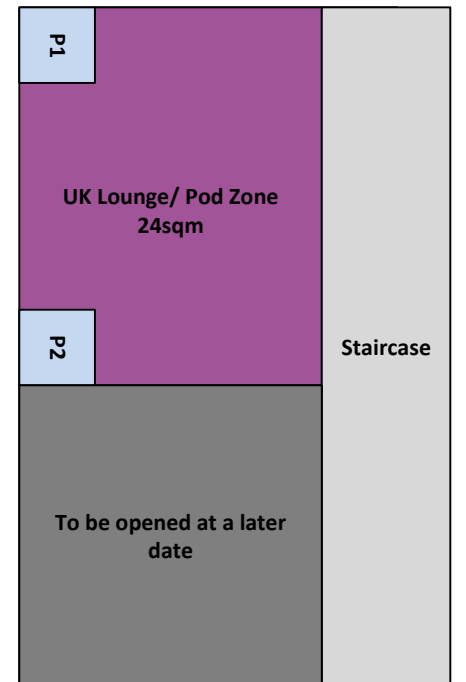 P1
UK Lounge/ Pod Zone
24sqm
P2
Staircase
To be opened at a later
date